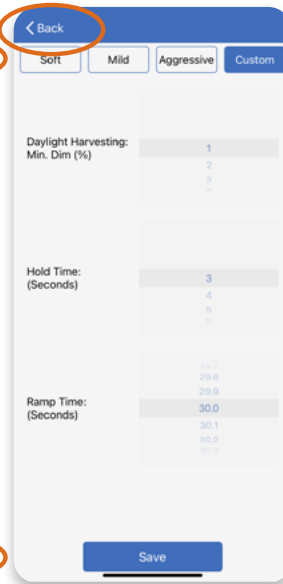 Back
Soft Mild Aggressive Custom
Daylight Harvesting:
Min. Dim (%)
1
2
3
Hold Time:
(Seconds)
3
4
5
Ramp Time:
(Seconds)
29.8
29.9
30.0
30.1
30.2
Save